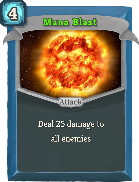 4
Mana Blast
Attack
Deal 25 damage to
all enemies